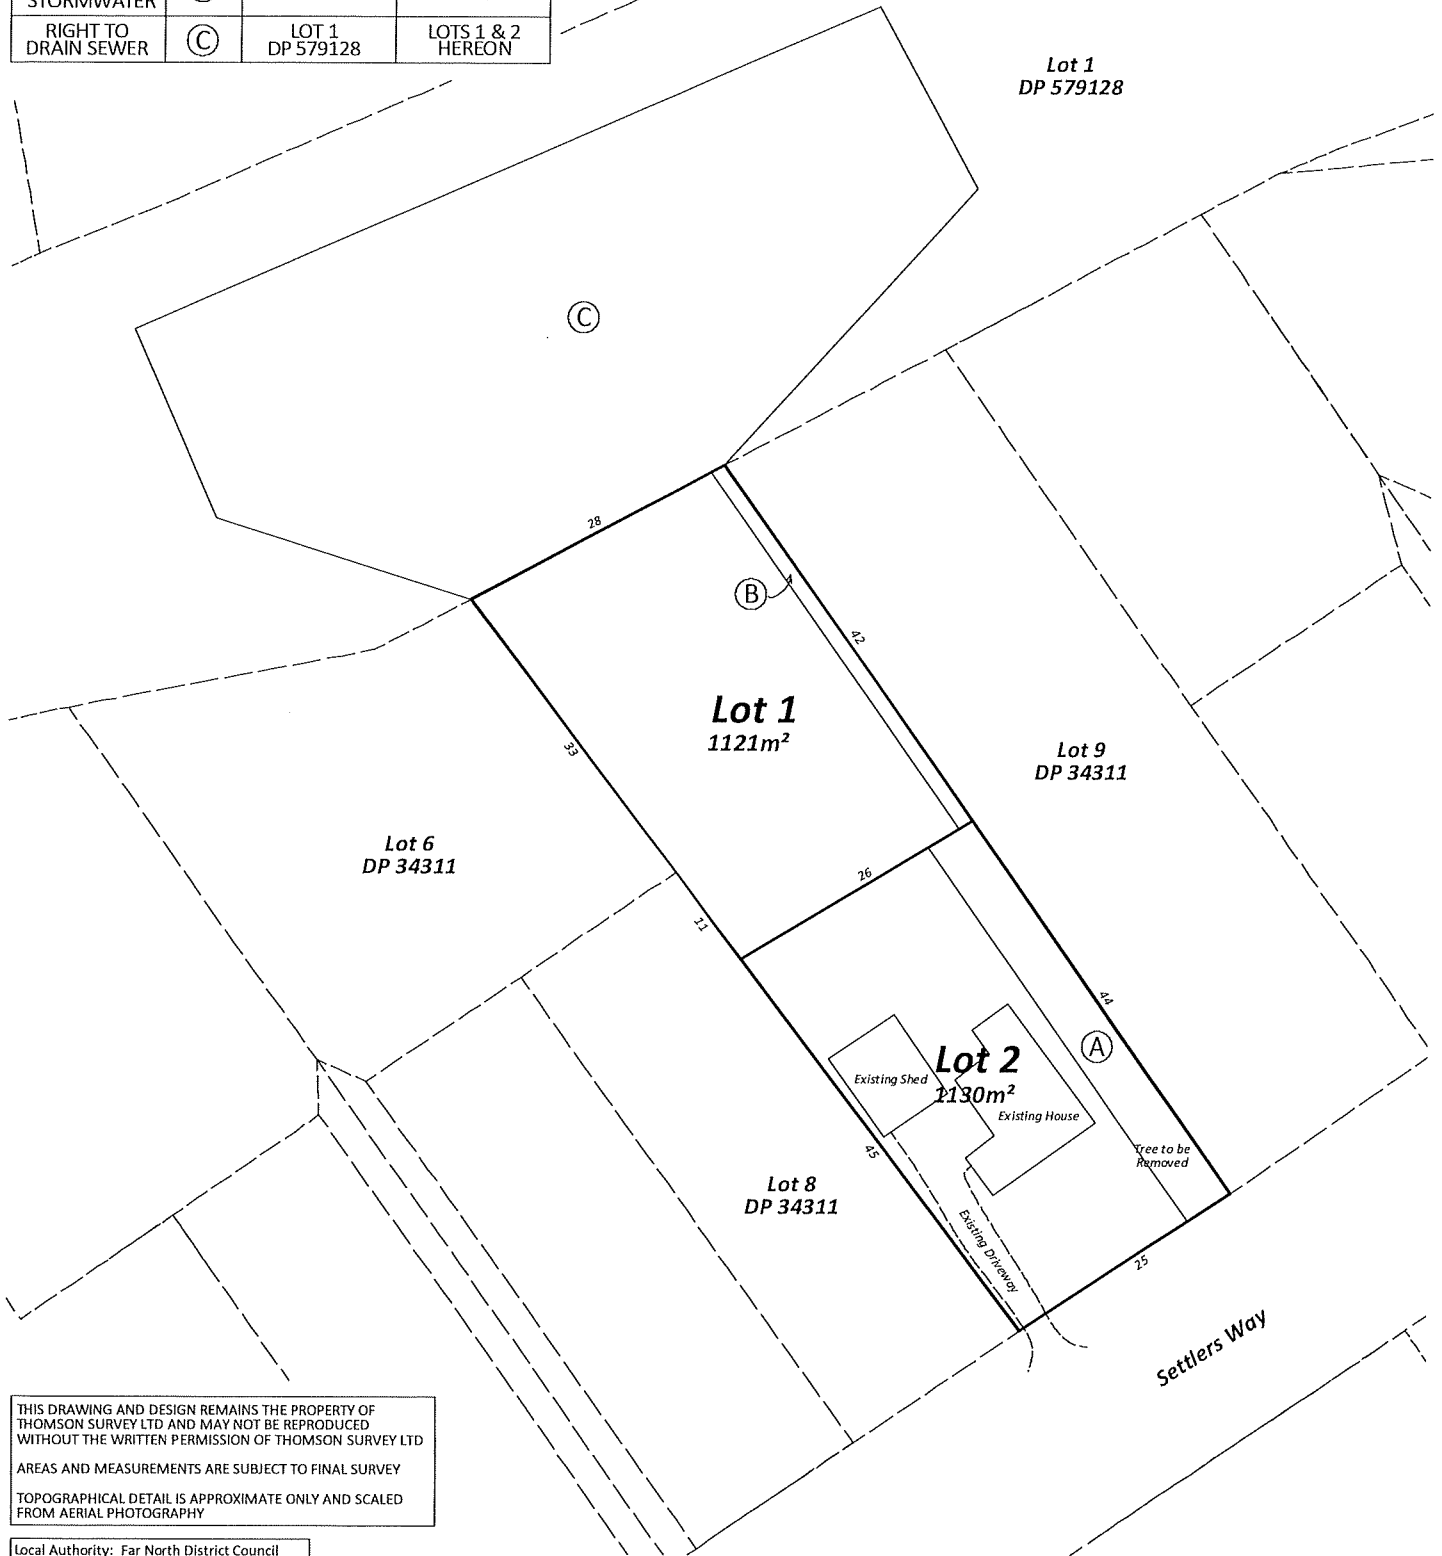 STORMWATER
RIGHT TO
DRAIN SEWER
C
LOT 1
DP 579128
LOTS 1 & 2
HEREON
Lot 1
DP 579128
C
28
B
42
Lot 1
1121m²
33
Lot 9
DP 34311
Lot 6
DP 34311
26
11
44
A
Lot 2
1130m²
Existing Shed
Existing House
45
Tree to be
Removed
Lot 8
DP 34311
Existing Driveway
25
Settlers Way
THIS DRAWING AND DESIGN REMAINS THE PROPERTY OF
THOMSON SURVEY LTD AND MAY NOT BE REPRODUCED
WITHOUT THE WRITTEN PERMISSION OF THOMSON SURVEY LTD
AREAS AND MEASUREMENTS ARE SUBJECT TO FINAL SURVEY
TOPOGRAPHICAL DETAIL IS APPROXIMATE ONLY AND SCALED
FROM AERIAL PHOTOGRAPHY
Local Authority: Far North District Council